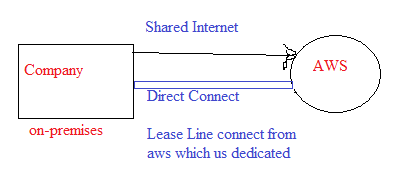 Shared Internet
Company
AWS
Direct Connect
on-premises
Lease Line connect from
aws which us dedicated